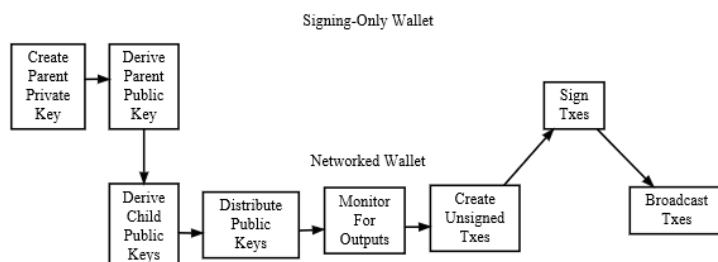 Signing-Only Wallet
Create
Parent
Private
Key
Derive
Parent
Public
Key
Sign
Txes
Networked Wallet
Derive
Child
Public
Keys
Distribute
Public
Keys
Monitor
For
Outputs
Create
Unsigned
Txes
Broadcast
Txes